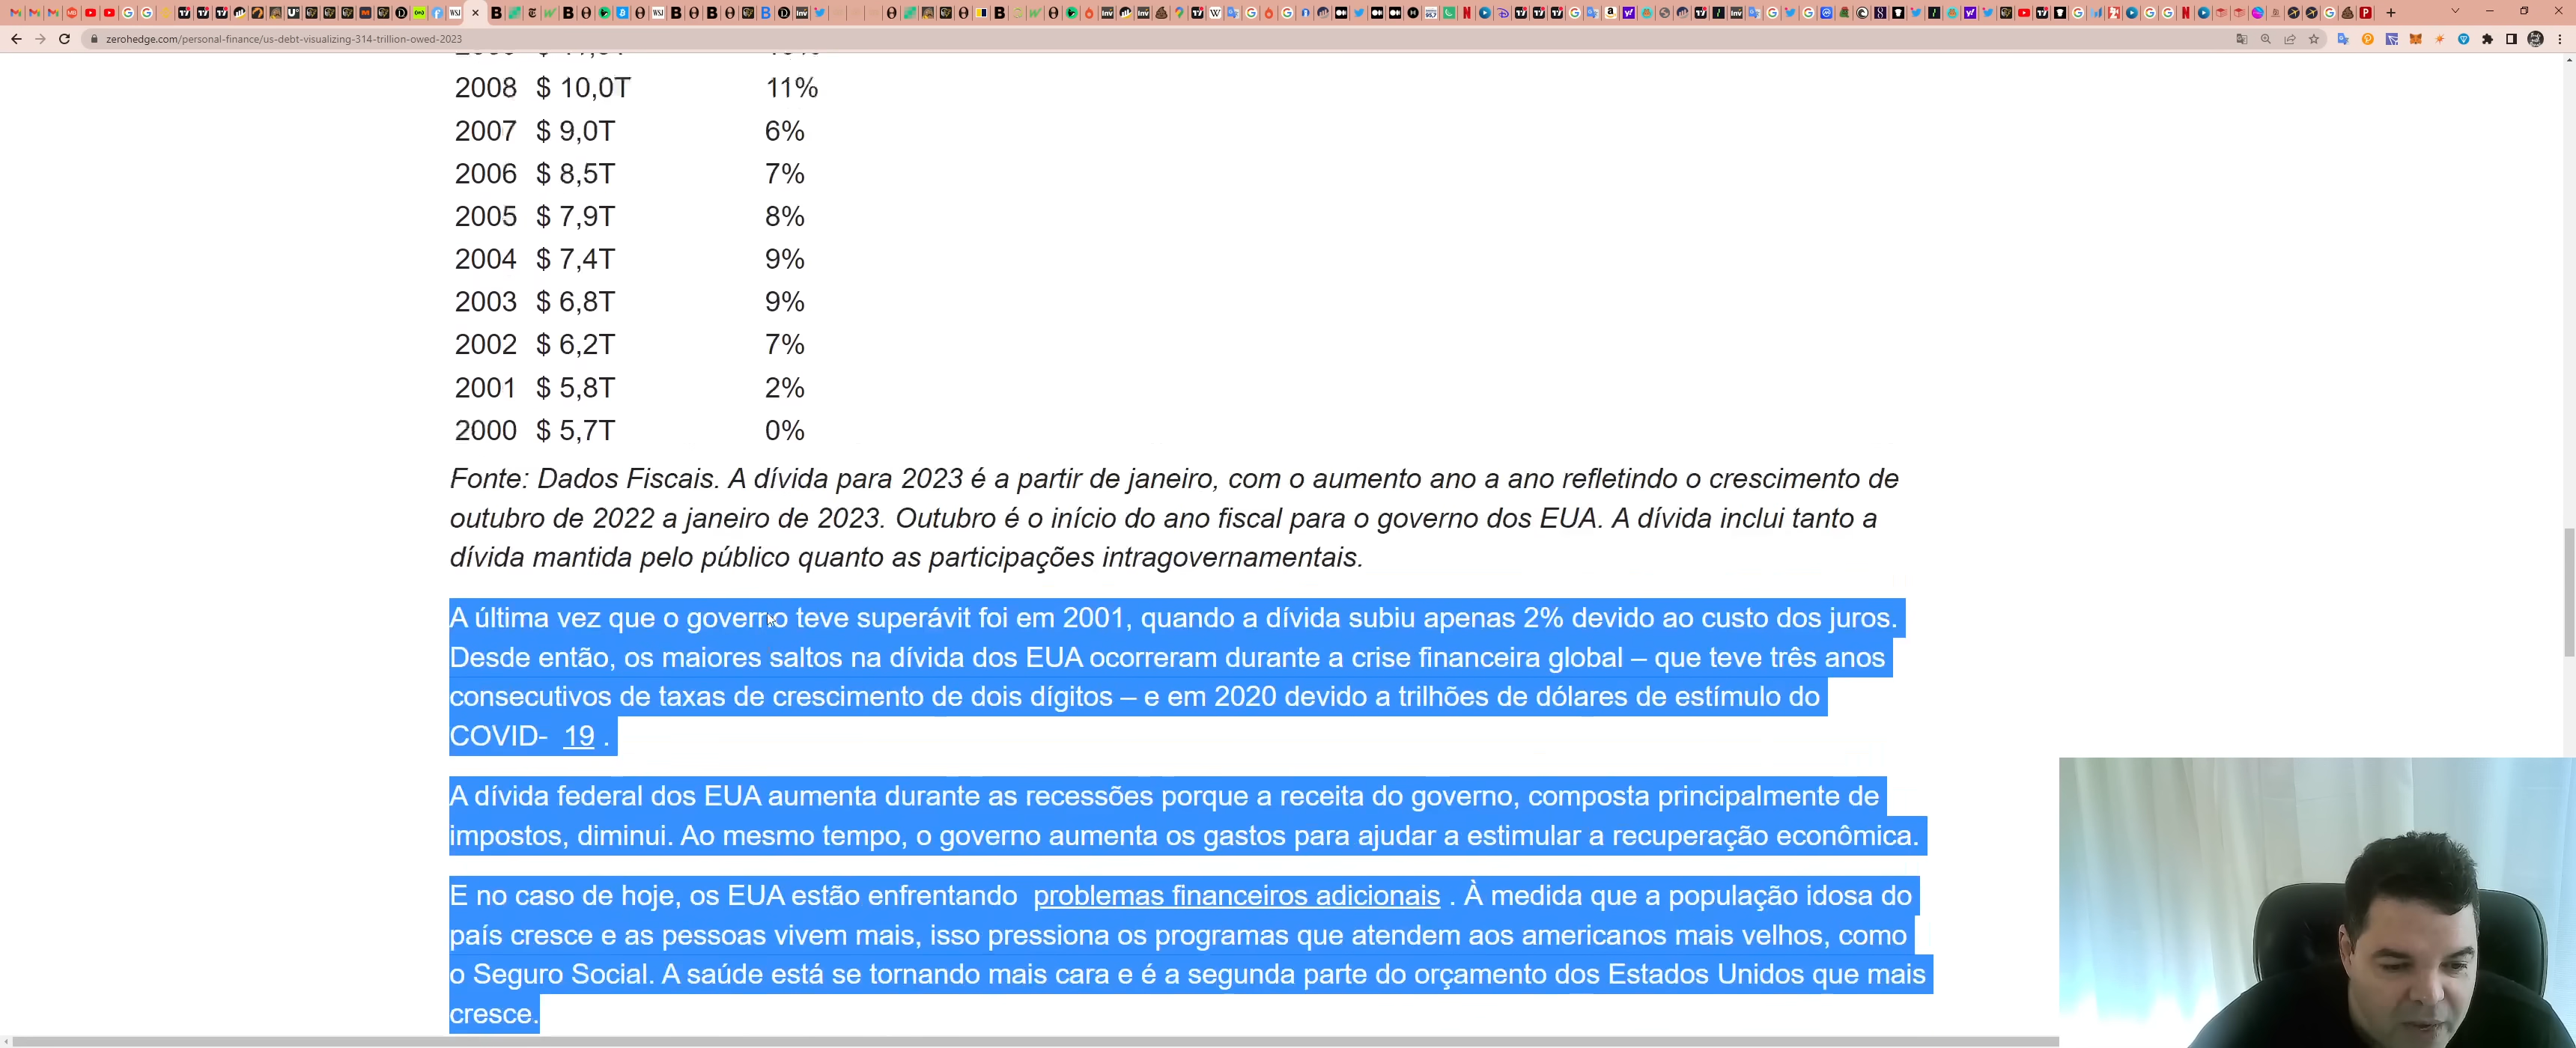 zerohedge.com/personal-finance/us-debt-visualizing-314-trillion-owed-2023
2008 $ 10,0T 11%
2007 $ 9,0T 6%
2006 $ 8,5T 7%
2005 $ 7,9T 8%
2004 $ 7,4T 9%
2003 $ 6,8T 9%
2002 $ 6,2T 7%
2001 $ 5,8T 2%
2000 $ 5,7T 0%
Fonte: Dados Fiscais. A dívida para 2023 é a partir de janeiro, com o aumento ano a ano refletindo o crescimento de
outubro de 2022 a janeiro de 2023. Outubro é o início do ano fiscal para o governo dos EUA. A dívida inclui tanto a
dívida mantida pelo público quanto as participações intragovernamentais.
A última vez que o governo teve superávit foi em 2001, quando a dívida subiu apenas 2% devido ao custo dos juros.
Desde então, os maiores saltos na dívida dos EUA ocorreram durante a crise financeira global – que teve três anos
consecutivos de taxas de crescimento de dois dígitos – e em 2020 devido a trilhões de dólares de estímulo do
COVID- 19 .
A dívida federal dos EUA aumenta durante as recessões porque a receita do governo, composta principalmente de
impostos, diminui. Ao mesmo tempo, o governo aumenta os gastos para ajudar a estimular a recuperação econômica.
E no caso de hoje, os EUA estão enfrentando problemas financeiros adicionais . À medida que a população idosa do
país cresce e as pessoas vivem mais, isso pressiona os programas que atendem aos americanos mais velhos, como
o Seguro Social. A saúde está se tornando mais cara e é a segunda parte do orçamento dos Estados Unidos que mais
cresce.